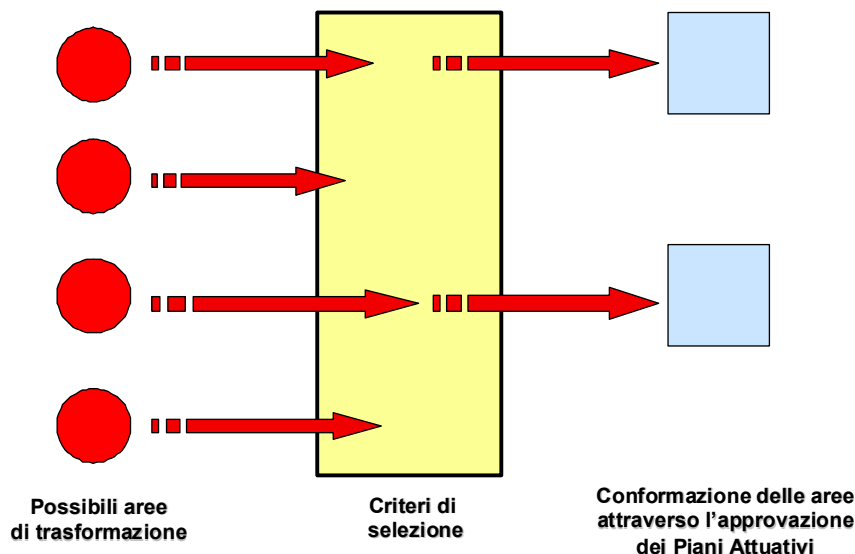 Possibili aree
di trasformazione
Criteri di
selezione
Conformazione delle aree
attraverso l'approvazione
dei Piani Attuativi